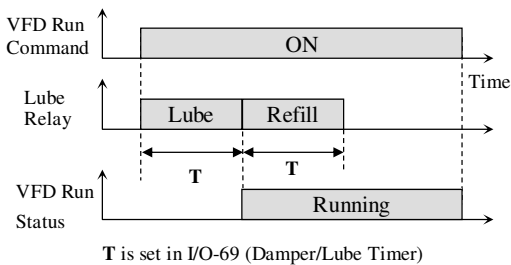 VFD Run
Command
ON
Time
Lube
Relay
Lube
Refill
T
T
VFD Run
Status
Running
T is set in I/O-69 (Damper/Lube Timer)